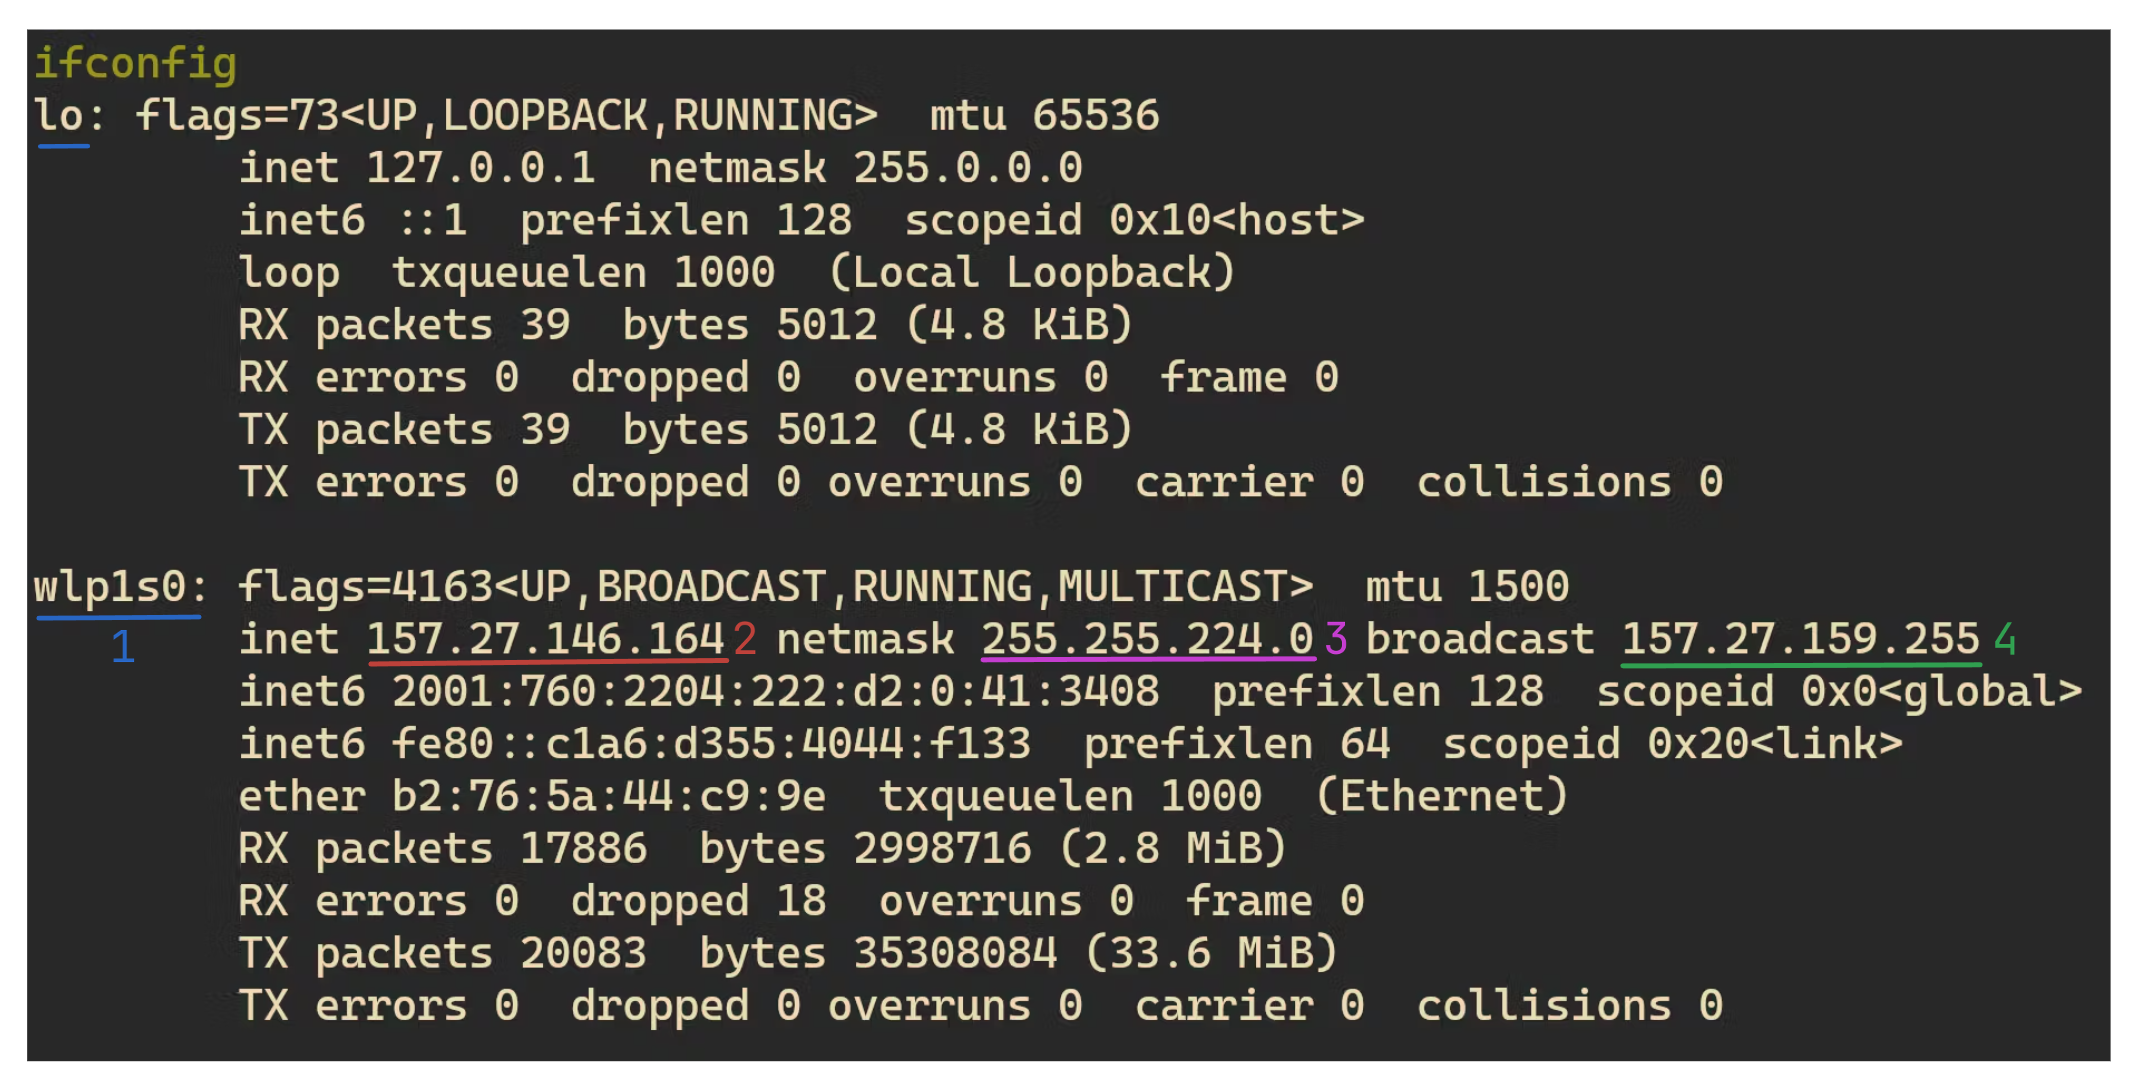 ifconfig
lo: flags=73<UP,LOOPBACK,RUNNING>  mtu 65536
inet 127.0.0.1  netmask 255.0.0.0
inet6 ::1  prefixlen 128  scopeid 0x10<host>
loop  txqueuelen 1000  (Local Loopback)
RX packets 39  bytes 5012 (4.8 KiB)
RX errors 0  dropped 0  overruns 0  frame 0
TX packets 39  bytes 5012 (4.8 KiB)
TX errors 0  dropped 0 overruns 0  carrier 0  collisions 0
wlp1s0: flags=4163<UP,BROADCAST,RUNNING,MULTICAST>  mtu 1500
1 inet 157.27.146.164 2 netmask 255.255.224.0 3 broadcast 157.27.159.255 4
inet6 2001:760:2204:222:d2:0:41:3408  prefixlen 128  scopeid 0x0<global>
inet6 fe80::c1a6:d355:4044:f133  prefixlen 64  scopeid 0x20<link>
ether b2:76:5a:44:c9:9e  txqueuelen 1000  (Ethernet)
RX packets 17886  bytes 2998716 (2.8 MiB)
RX errors 0  dropped 18  overruns 0  frame 0
TX packets 20083  bytes 35308084 (33.6 MiB)
TX errors 0  dropped 0 overruns 0  carrier 0  collisions 0